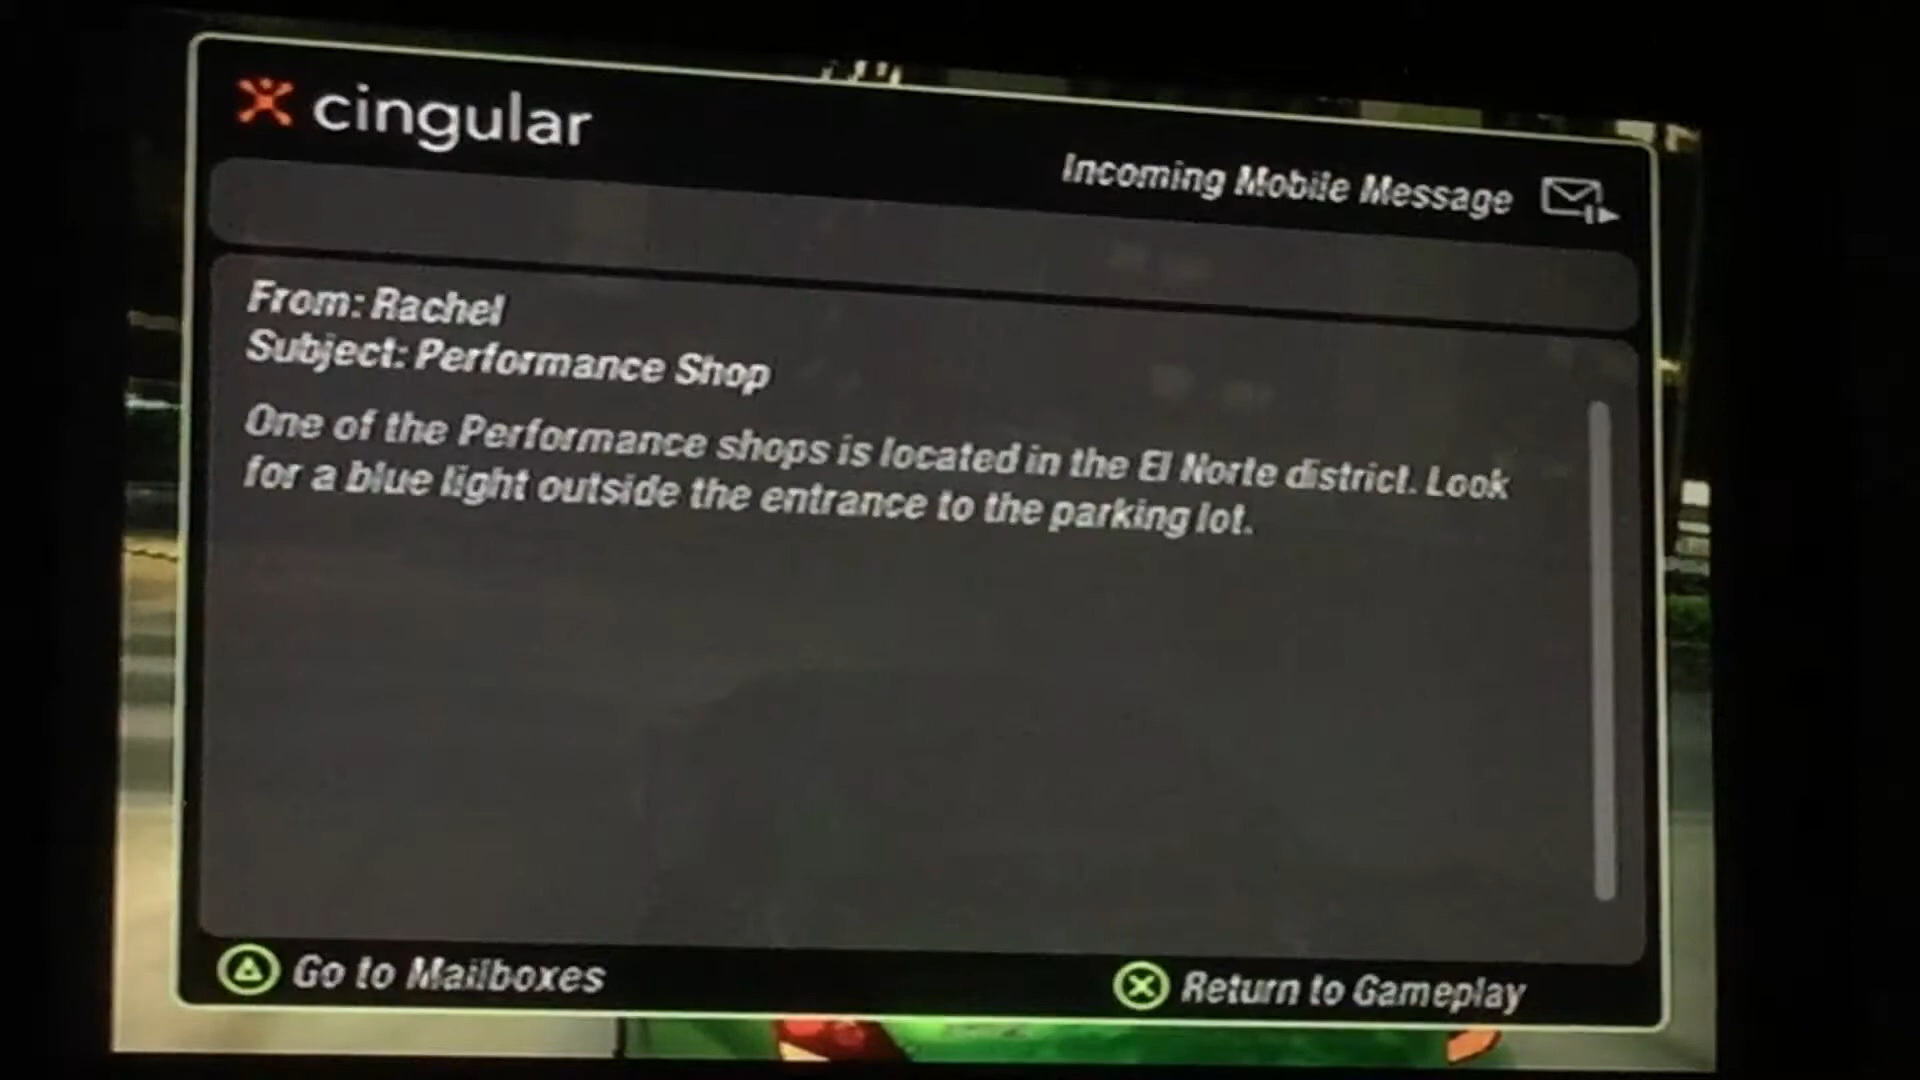 cingular
Incoming Mobile Message
From: Rachel
Subject: Performance Shop
One of the Performance shops is located in the El Norte district. Look
for a blue light outside the entrance to the parking lot.
Go to Mailboxes
Return to Gameplay